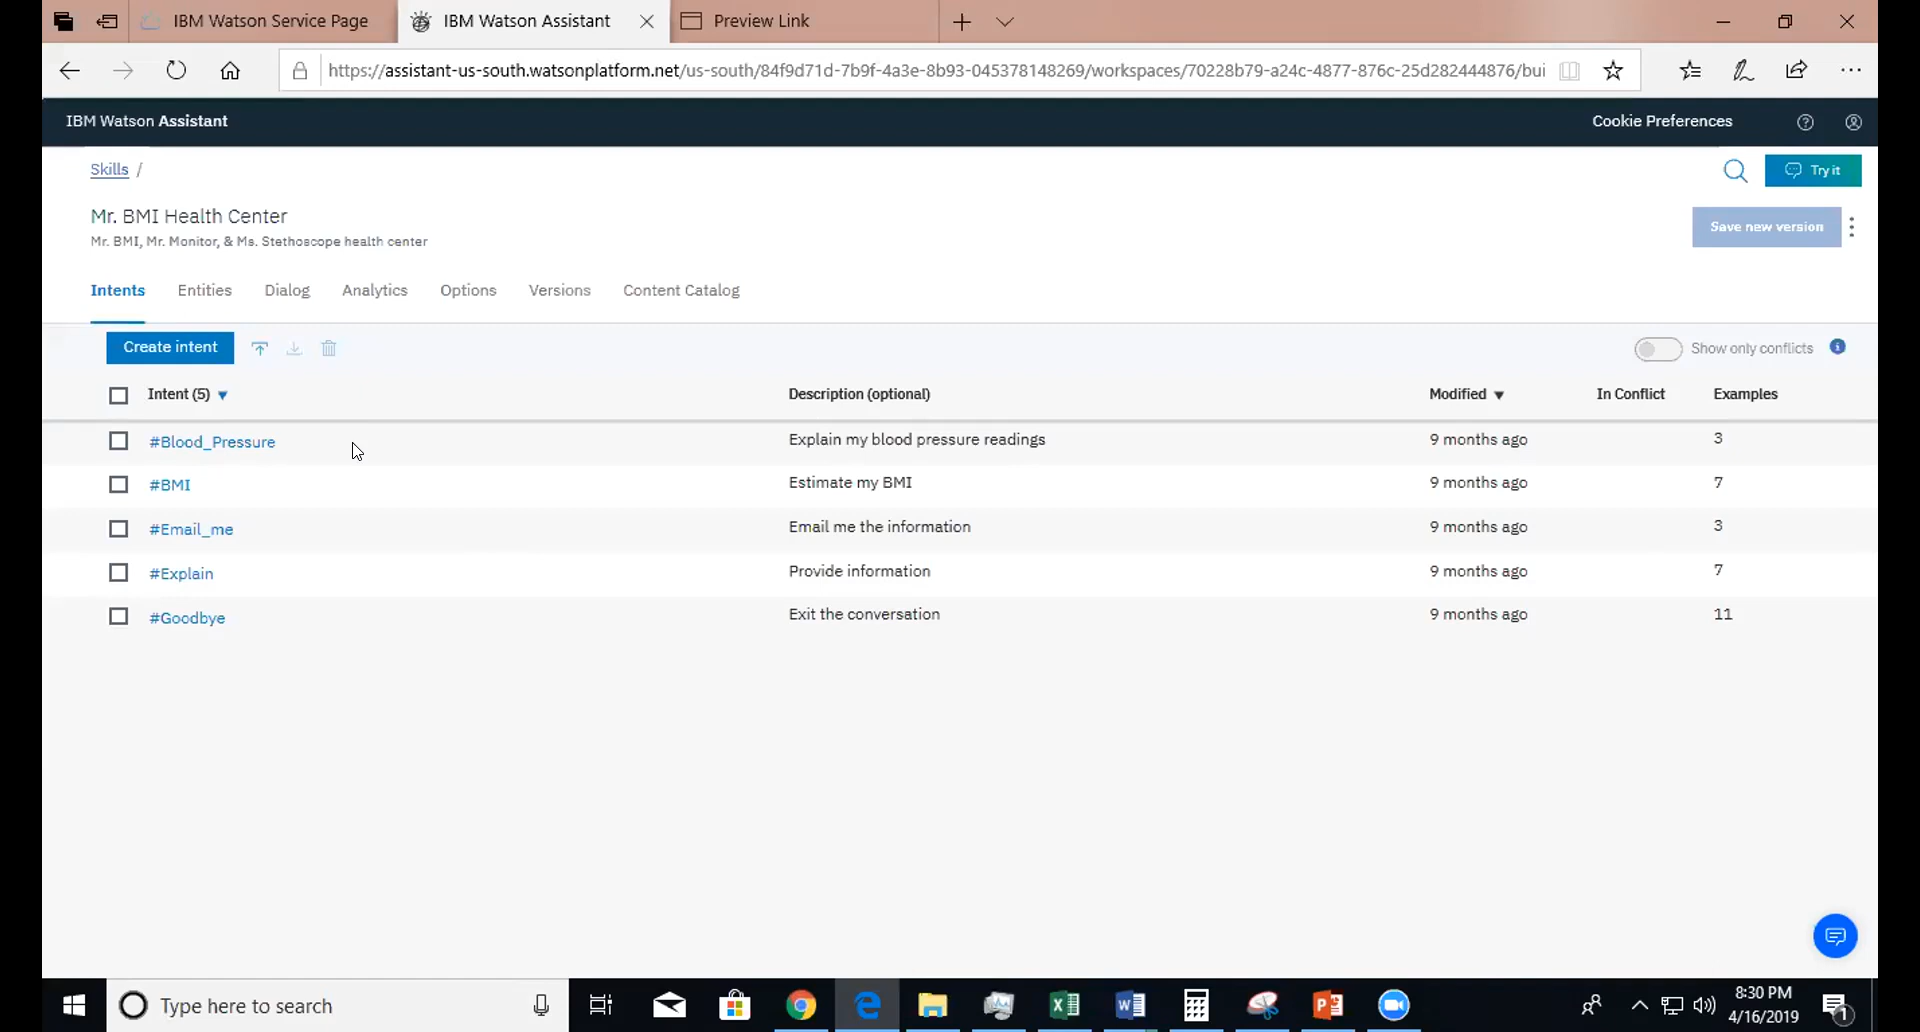 IBM Watson Service Page
IBM Watson Assistant
Preview Link
https://assistant-us-south.watsonplatform.net/us-south/84f9d71d-7b9f-4a3e-8b93-045378148269/workspaces/70228b79-a24c-4877-876c-25d282444876/bui
IBM Watson Assistant
Cookie Preferences
Skills /
Try it
Mr. BMI Health Center
Mr. BMI, Mr. Monitor, & Ms. Stethoscope health center
Save new version
Intents Entities Dialog Analytics Options Versions Content Catalog
Create intent
Show only conflicts
Intent (5) ▼ Description (optional) Modified ▼ In Conflict Examples
#Blood_Pressure Explain my blood pressure readings 9 months ago 3
#BMI Estimate my BMI 9 months ago 7
#Email_me Email me the information 9 months ago 3
#Explain Provide information 9 months ago 7
#Goodbye Exit the conversation 9 months ago 11
Type here to search
8:30 PM
4/16/2019
1